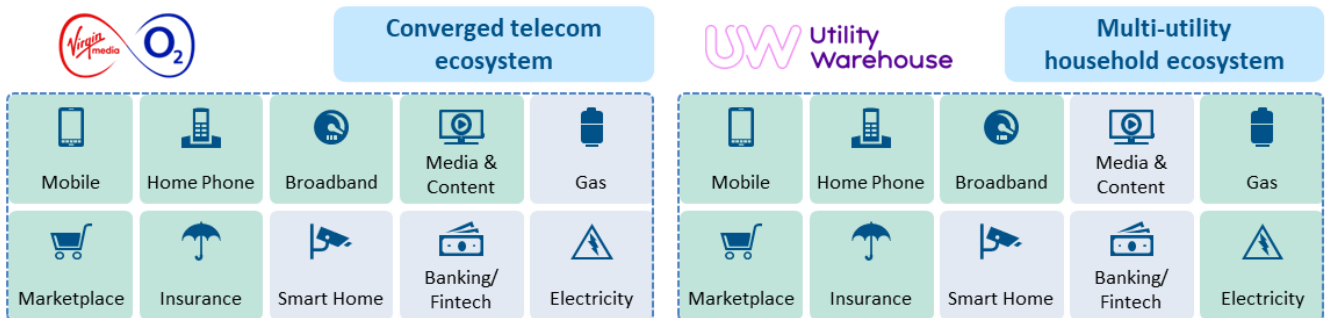 Virgin
media
O2
Converged telecom
ecosystem
Mobile
Home Phone
Broadband
Media &
Content
Gas
Marketplace
Insurance
Smart Home
Banking/
Fintech
Electricity
UW
Utility
Warehouse
Multi-utility
household ecosystem
Mobile
Home Phone
Broadband
Media &
Content
Gas
Marketplace
Insurance
Smart Home
Banking/
Fintech
Electricity